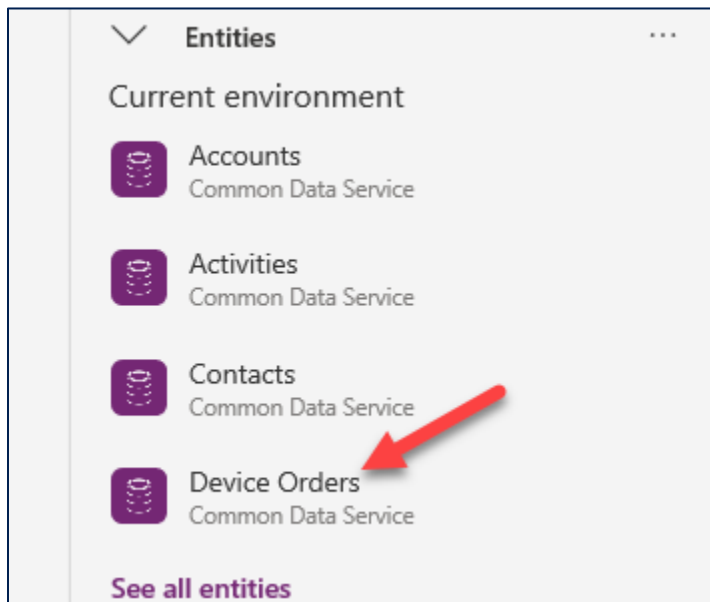 Entities
Current environment
Accounts
Common Data Service
Activities
Common Data Service
Contacts
Common Data Service
Device Orders
Common Data Service
See all entities